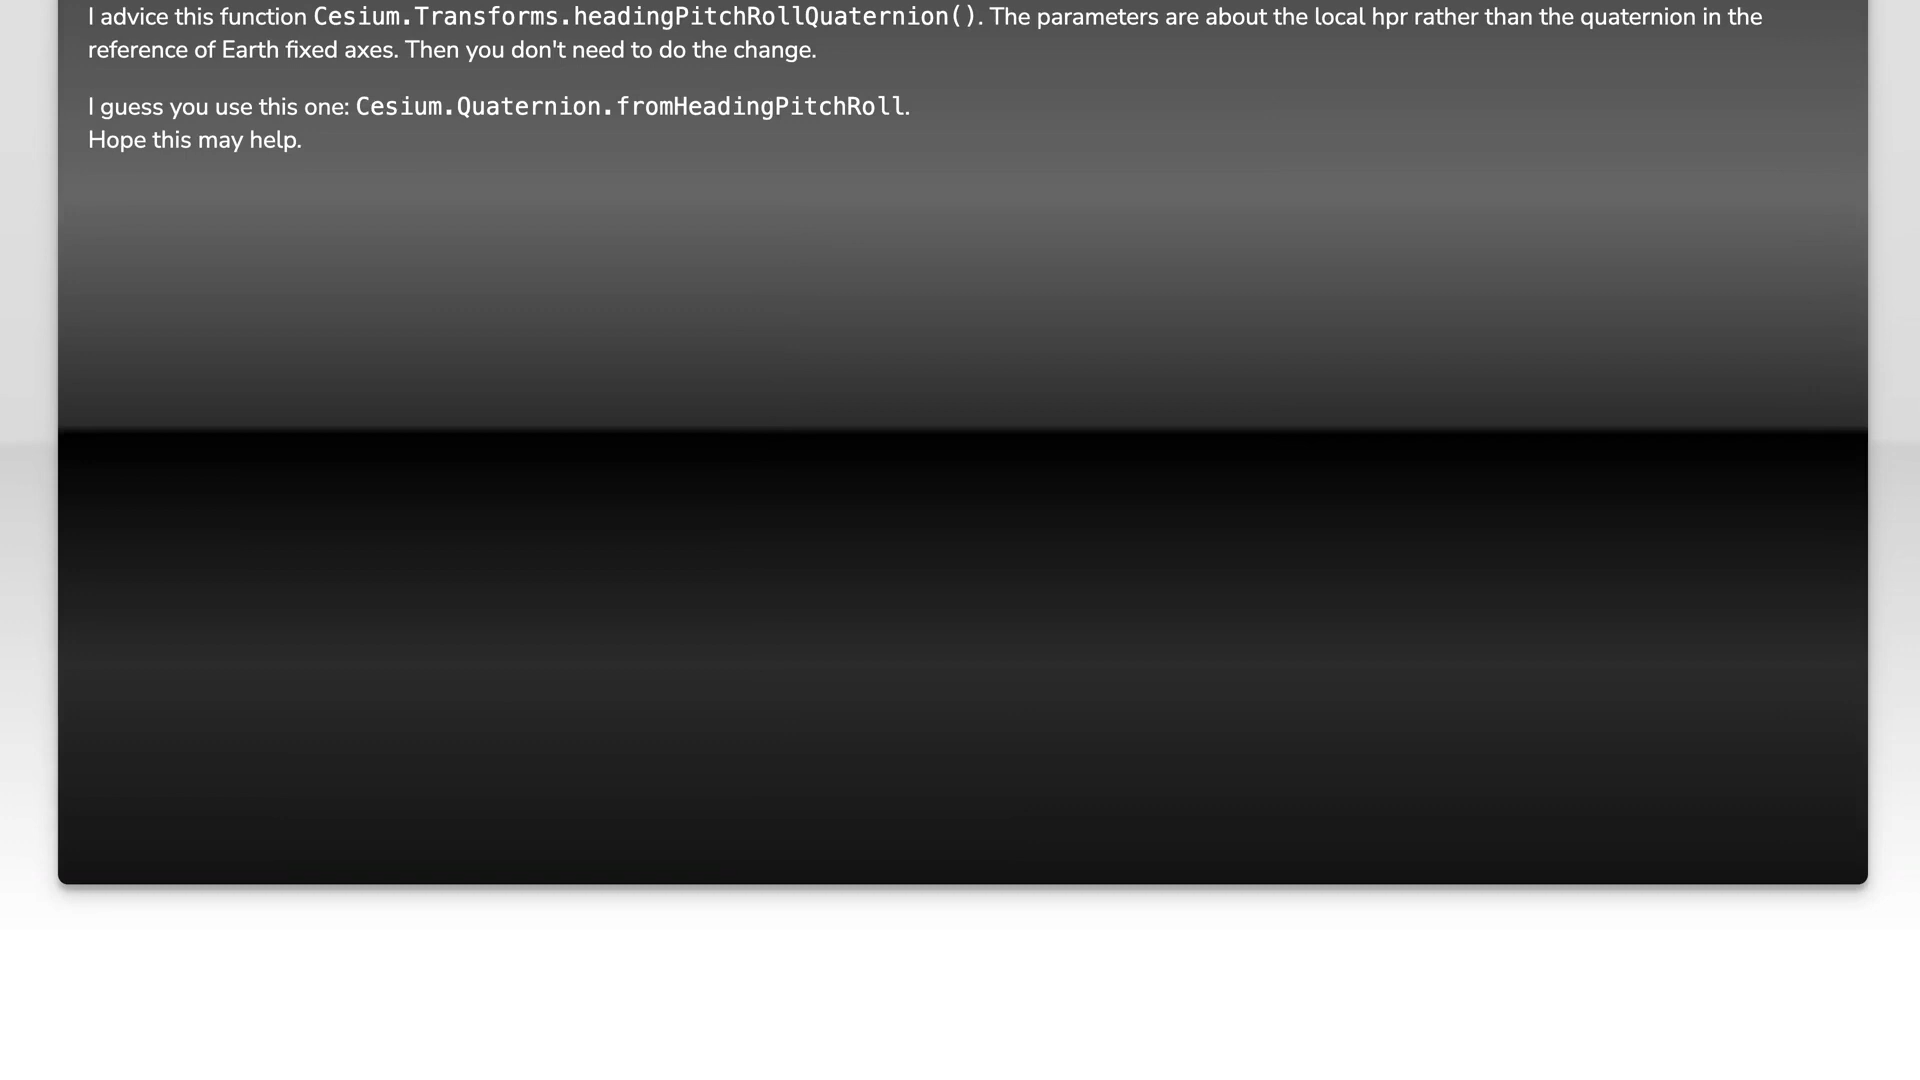 I advice this function Cesium.Transforms.headingPitchRollQuaternion(). The parameters are about the local hpr rather than the quaternion in the
reference of Earth fixed axes. Then you don't need to do the change.
I guess you use this one: Cesium.Quaternion.fromHeadingPitchRoll.
Hope this may help.